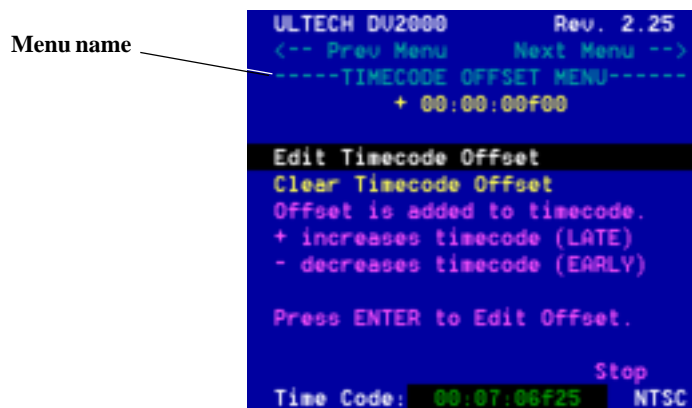 Menu name
ULTECH DV2000 Rev. 2.25
<-- Prev Menu Next Menu -->
-----TIMECODE OFFSET MENU------
+ 00:00:00f00
Edit Timecode Offset
Clear Timecode Offset
Offset is added to timecode.
+ increases timecode (LATE)
- decreases timecode (EARLY)
Press ENTER to Edit Offset.
Stop
Time Code: 00:07:06f25 NTSC